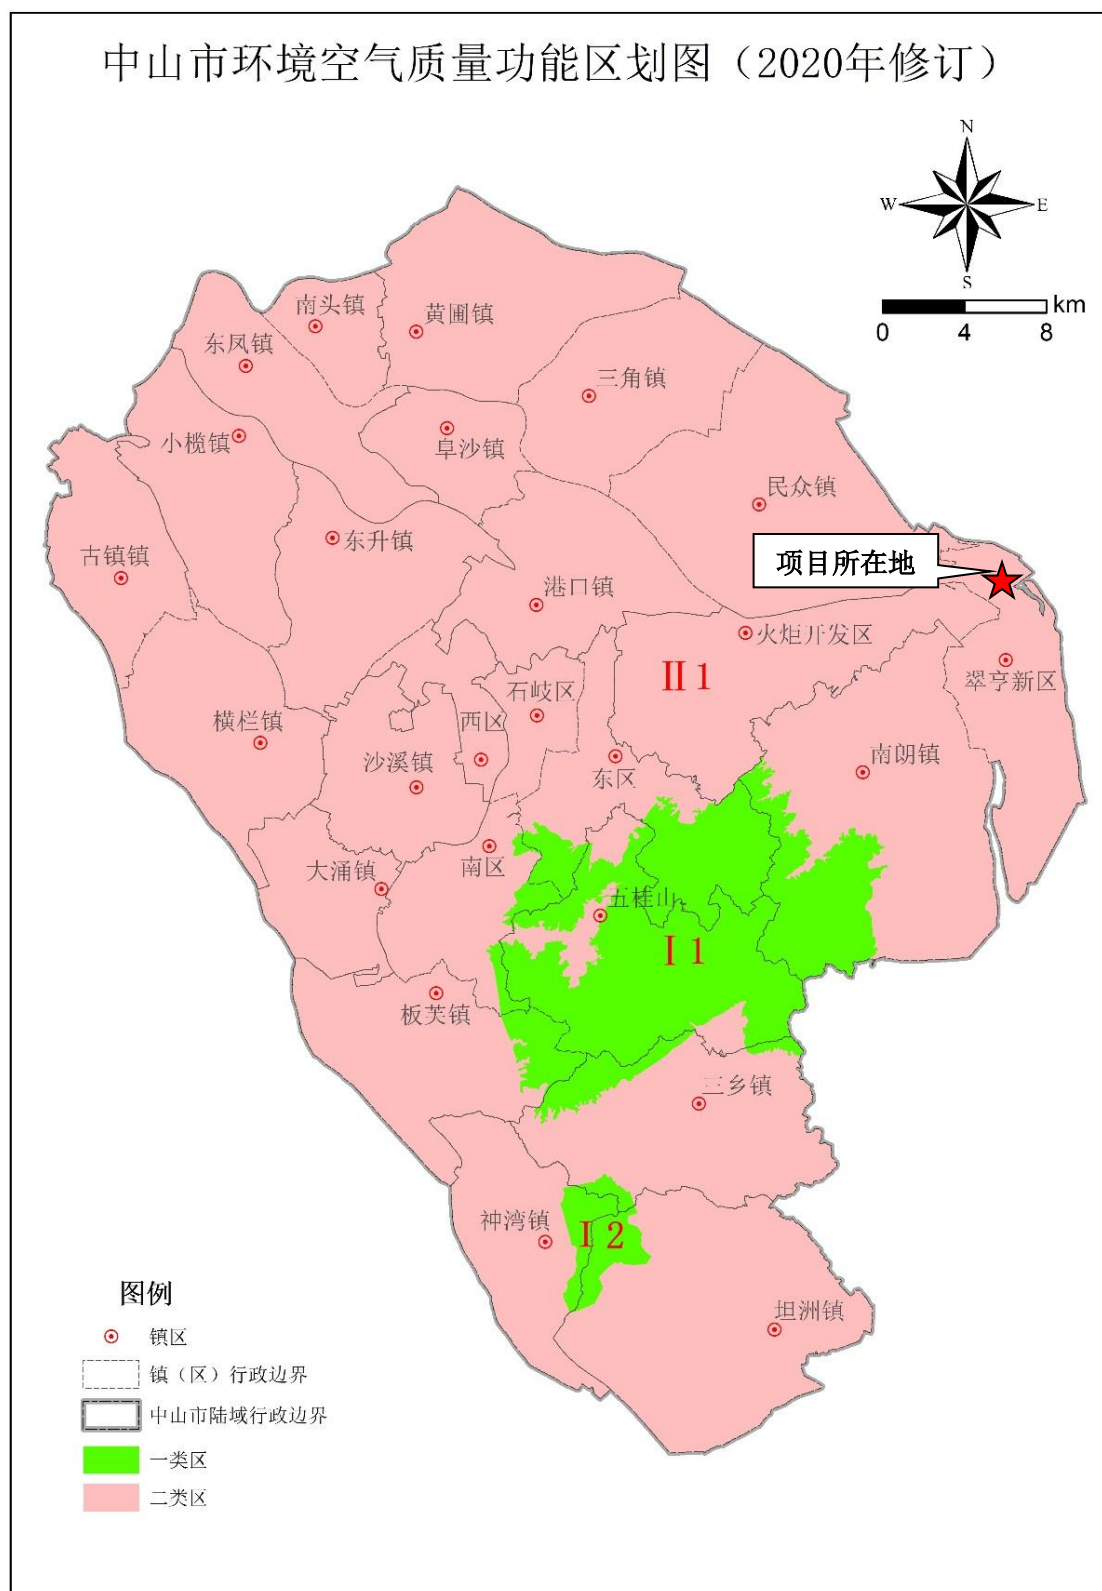 中山市环境空气质量功能区划图（2020年修订）
N
W
E
S
km
0 4 8
南头镇
黄圃镇
东凤镇
三角镇
小榄镇
阜沙镇
民众镇
东升镇
项目所在地
古镇镇
港口镇
火炬开发区
Ⅱ1
翠亨新区
石岐区
横栏镇
西区
沙溪镇
东区
南朗镇
南区
大涌镇
五桂山
Ⅰ1
板芙镇
三乡镇
神湾镇
Ⅰ2
坦洲镇
图例
镇区
镇（区）行政边界
中山市陆域行政边界
一类区
二类区